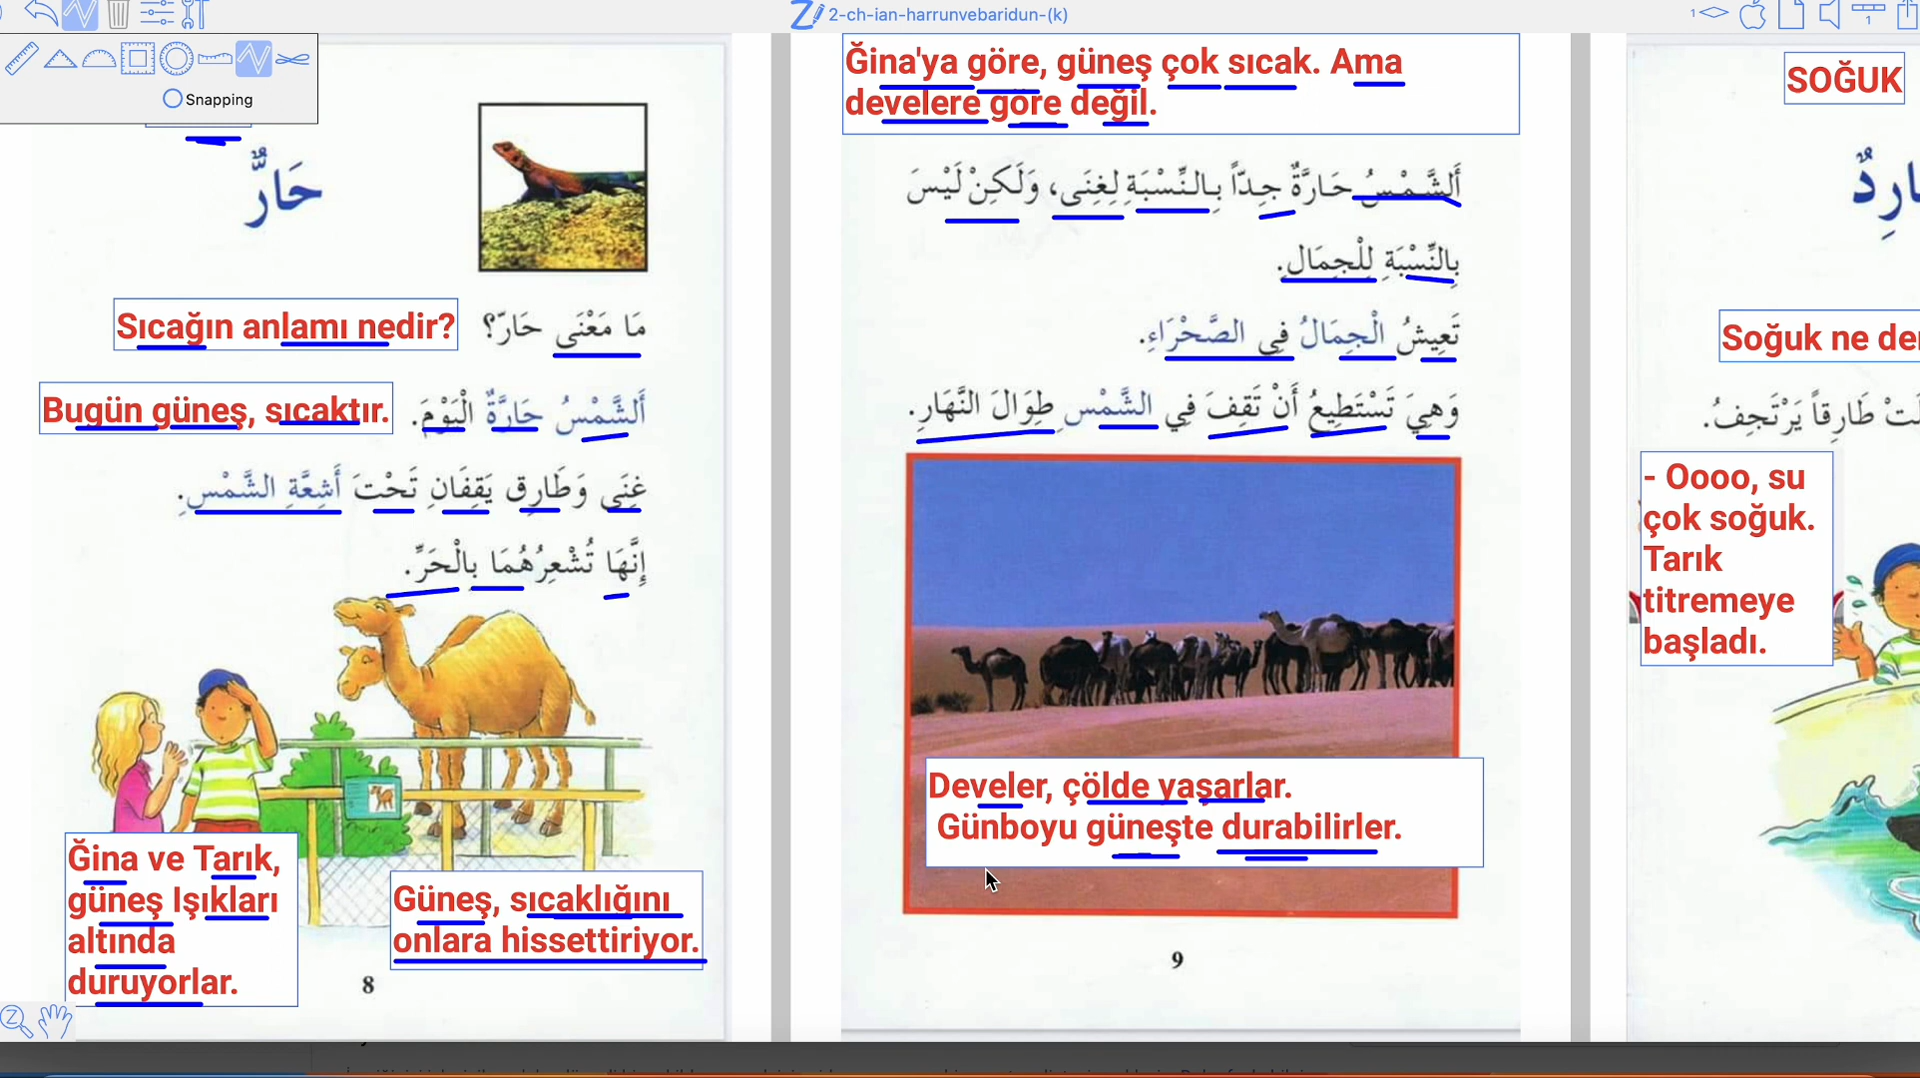 2-ch-ian-harrunvebaridun-(k)
Snapping
حَارٌّ
Sıcağın anlamı nedir?
مَا مَعْنَى حَارّ؟
Bugün güneş, sıcaktır.
أَلشَّمْسُ حَارَّةٌ الْيَوْمَ.
غِنَى وَطَارِق يَقِفَانِ تَحْتَ أَشِعَّةِ الشَّمْسِ.
إِنَّهَا تُشْعِرُهُمَا بِالْحَرِّ.
Ğina ve Tarık,
güneş Işıkları
altında
duruyorlar.
Güneş, sıcaklığını
onlara hissettiriyor.
8
Ğina'ya göre, güneş çok sıcak. Ama
develere göre değil.
أَلشَّمْسُ حَارَّةٌ جِدّاً بِالنِّسْبَةِ لِغِنَى، وَلَكِنْ لَيْسَ
بِالنِّسْبَةِ لِلْجِمَال.
تَعِيشُ الْجِمَالُ فِي الصَّحْرَاءِ.
وَهِيَ تَسْتَطِيعُ أَنْ تَقِفَ فِي الشَّمْسِ طِوَالَ النَّهَارِ.
Develer, çölde yaşarlar.
Günboyu güneşte durabilirler.
9
SOĞUK
Soğuk ne
طَارِقاً يَرْتَجِفُ.
- Oooo, su
çok soğuk.
Tarık
titremeye
başladı.